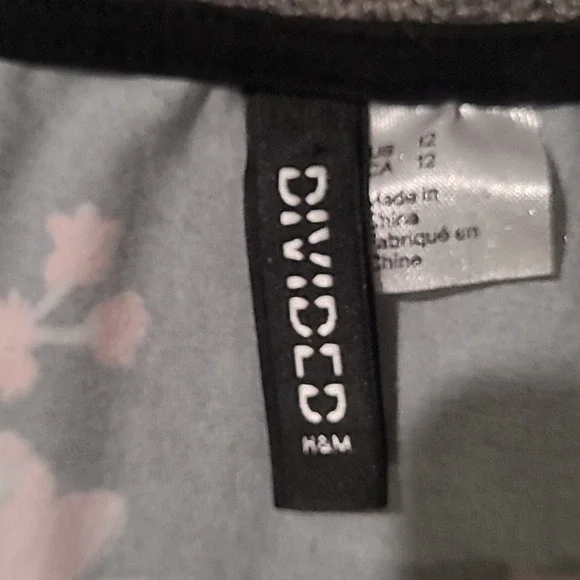 DIVIDED
H&M
US 12
CA 12
Made in
China
Fabriqué en
Chine